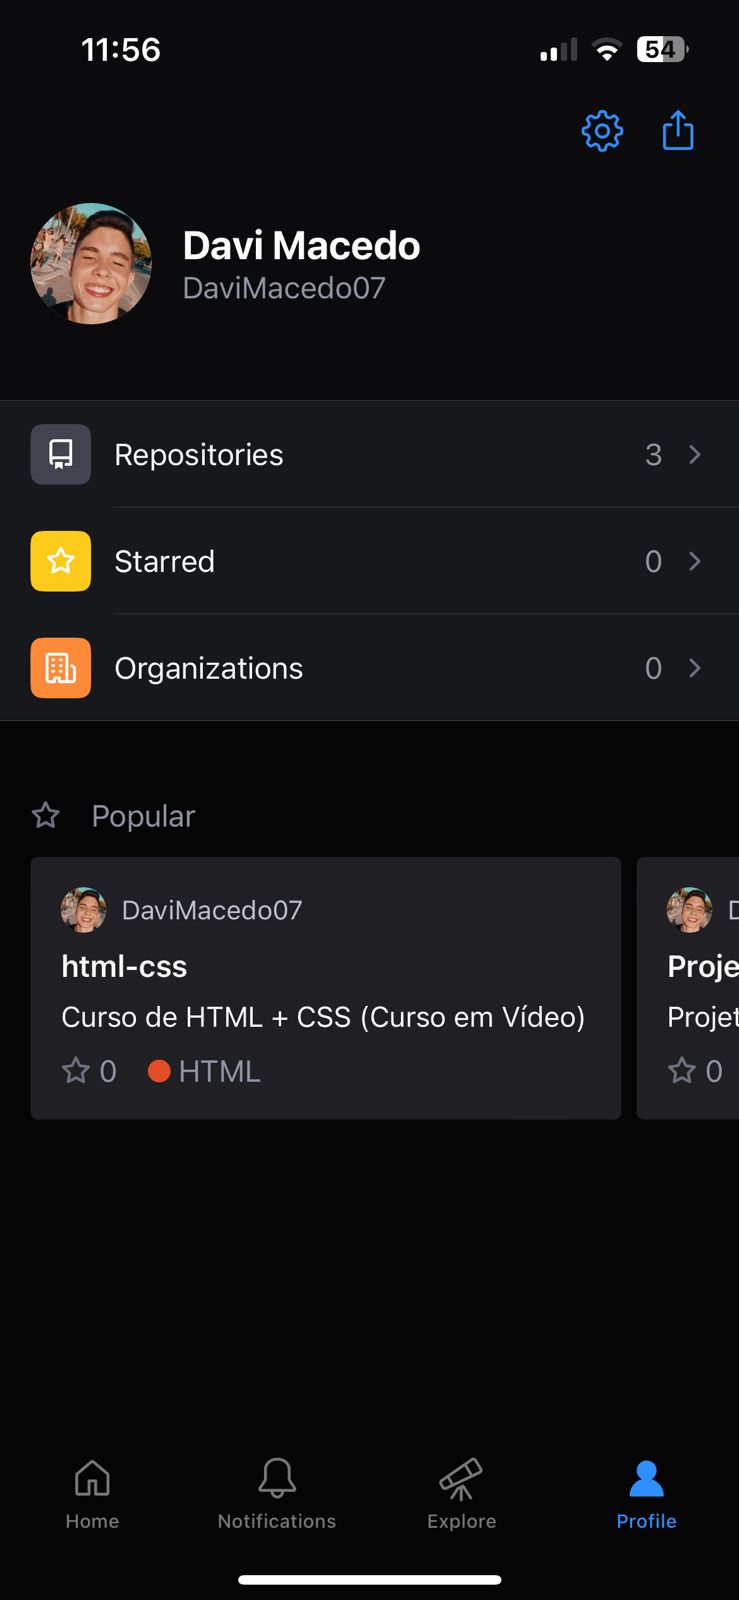 11:56
54
Davi Macedo
DaviMacedo07
Repositories 3
Starred 0
Organizations 0
Popular
DaviMacedo07
html-css
Curso de HTML + CSS (Curso em Vídeo)
0 HTML
D
Proje
Projet
0
Home
Notifications
Explore
Profile